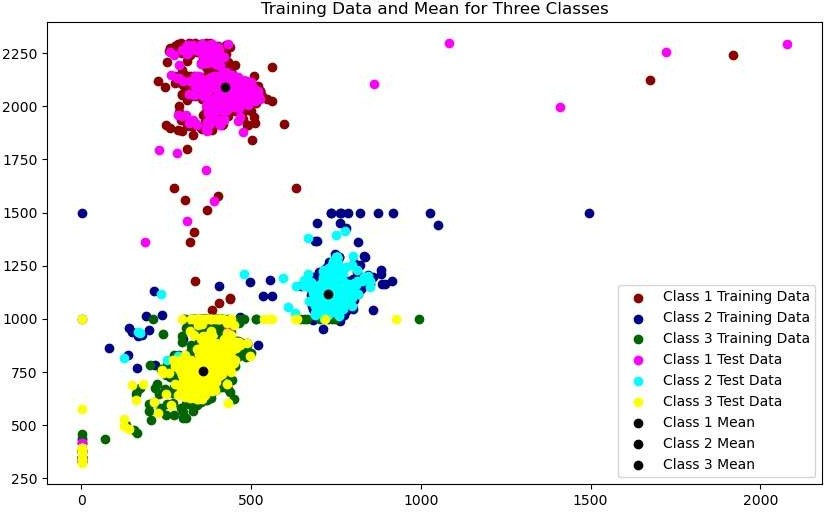 Training Data and Mean for Three Classes
2250
2000
1750
1500
1250
1000
750
500
250
0
500
1000
1500
2000
Class 1 Training Data
Class 2 Training Data
Class 3 Training Data
Class 1 Test Data
Class 2 Test Data
Class 3 Test Data
Class 1 Mean
Class 2 Mean
Class 3 Mean